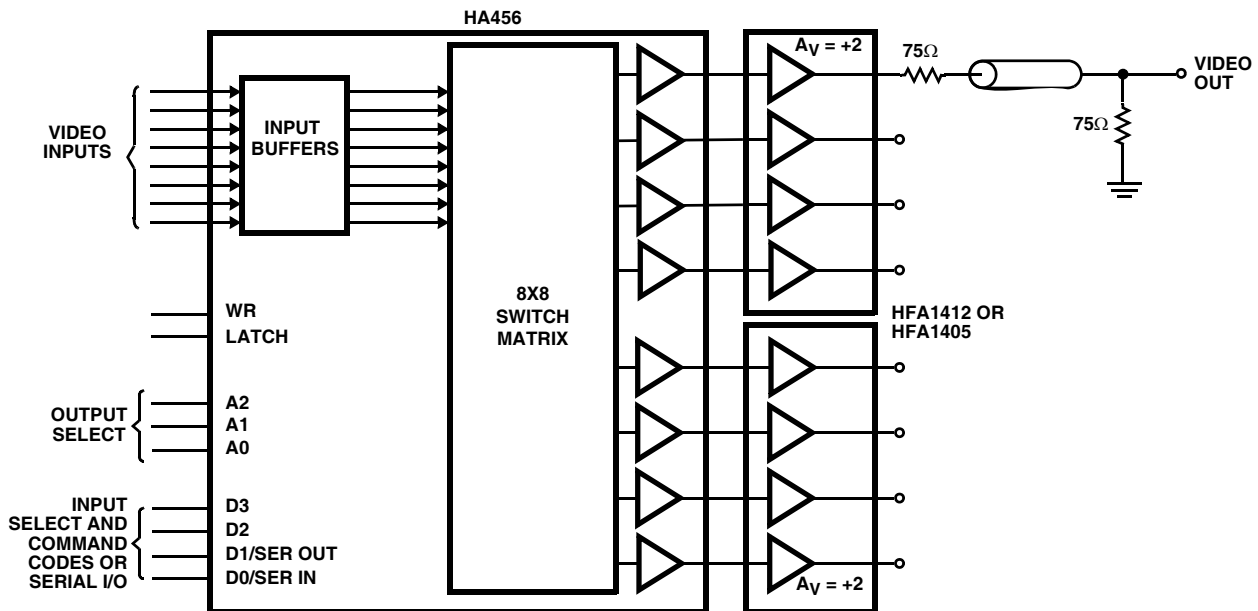 HA456
VIDEO
INPUTS
INPUT
BUFFERS
8X8
SWITCH
MATRIX
WR
LATCH
OUTPUT
SELECT
A2
A1
A0
INPUT
SELECT AND
COMMAND
CODES OR
SERIAL I/O
D3
D2
D1/SER OUT
D0/SER IN
AV = +2
75Ω
VIDEO
OUT
75Ω
HFA1412 OR
HFA1405
AV = +2